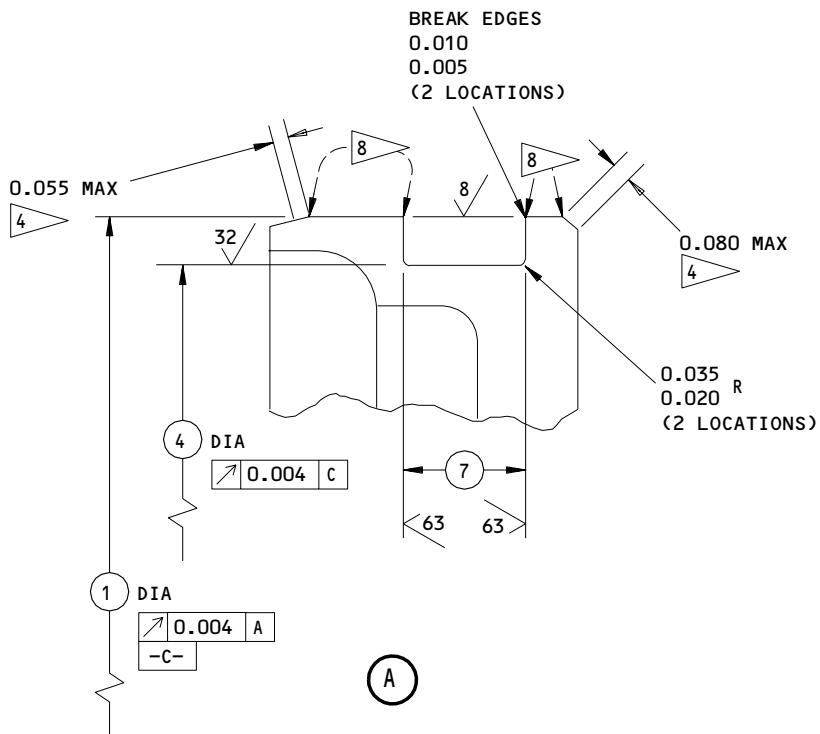 BREAK EDGES
0.010
0.005
(2 LOCATIONS)
8
8
0.055 MAX
4
8
32
0.080 MAX
4
0.035
0.020 R
(2 LOCATIONS)
4 DIA
0.004 C
7
63 63
1 DIA
0.004 A
-C-
A